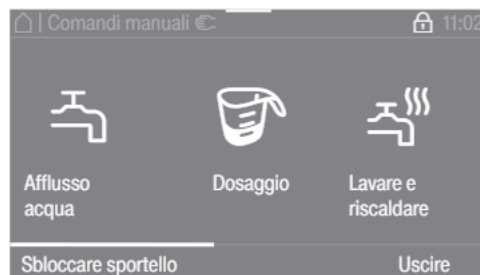 | Comandi manuali 11:02
Afflusso acqua
Dosaggio
Lavare e riscaldare
Sbloccare sportello Uscire